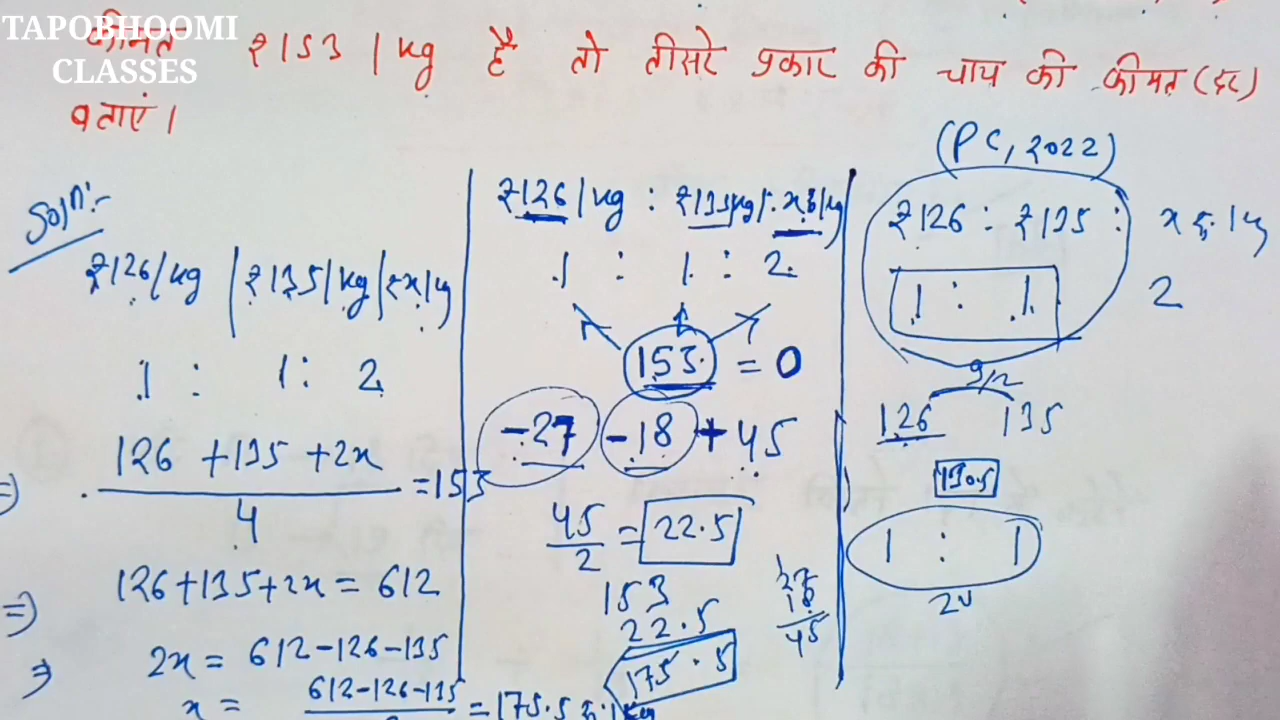 TAPOBHOOMI
CLASSES
कीमत ₹153/kg है तो तीसरे प्रकार की चाय की कीमत (दर)
बताएं।
Soln:-
₹126/kg | ₹135/kg | ₹x/kg
1 : 1 : 2
⇒ 126 + 135 + 2x / 4 = 153
⇒ 126 + 135 + 2x = 612
⇒ 2x = 612 - 126 - 135
x = 612 - 126 - 135 = 175.5 रु./kg
₹126/kg : ₹135/kg : x रु/kg
1 : 1 : 2
153 = 0
-27 -18 + 45
45/2 = 22.5
153
22.5
175.5
27
18
45
(PC, 2022)
₹126 : ₹135 : x रु./kg
1 : 1 2
126 135
130.5
1 : 1